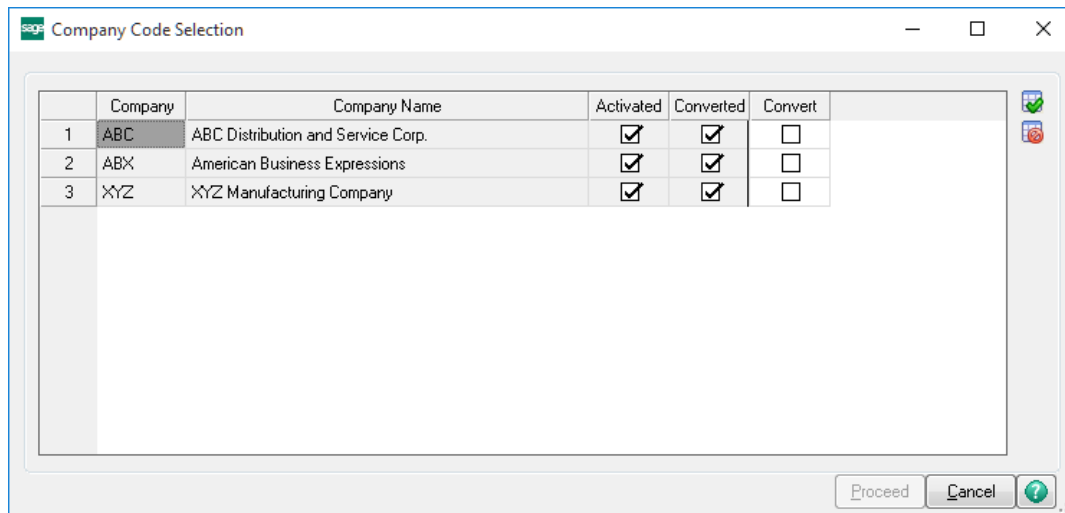 sage Company Code Selection
Company Company Name Activated Converted Convert
1 ABC ABC Distribution and Service Corp.
2 ABX American Business Expressions
3 XYZ XYZ Manufacturing Company
Proceed Cancel ?